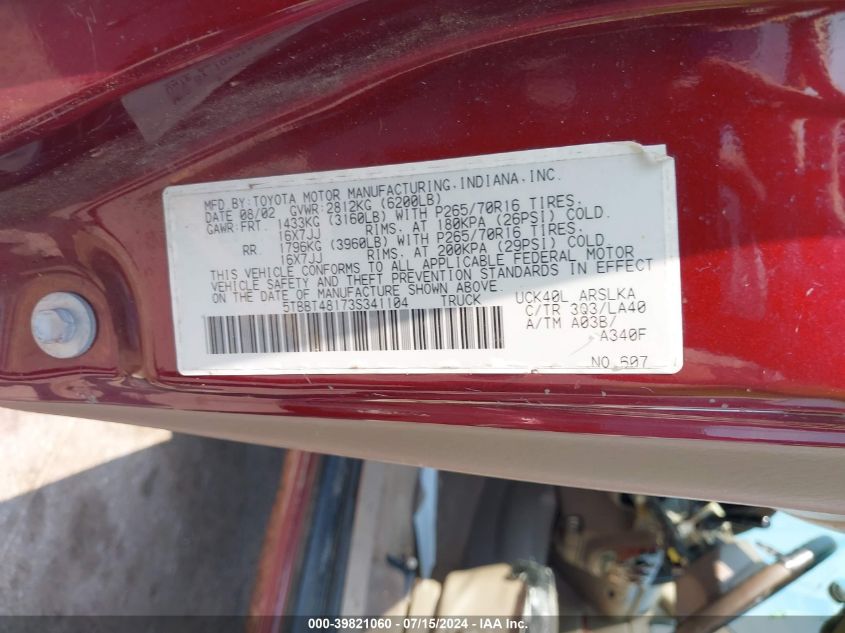 MFD.BY:TOYOTA MOTOR MANUFACTURING,INDIANA,INC.
DATE 08/02 GVWR:2812KG (6200LB)
GAWR:FRT. 1433KG (3160LB) WITH P265/70R16 TIRES,
16X7JJ RIMS, AT 180KPA (26PSI) COLD.
RR. 1796KG (3960LB) WITH P265/70R16 TIRES,
16X7JJ RIMS, AT 200KPA (29PSI) COLD.
THIS VEHICLE CONFORMS TO ALL APPLICABLE FEDERAL MOTOR
VEHICLE SAFETY AND THEFT PREVENTION STANDARDS IN EFFECT
ON THE DATE OF MANUFACTURE SHOWN ABOVE.
5TBBT48173S341104 TRUCK
UCK40L ARSLKA
C/TR 3Q3/LA40
A/TM A03B/
A340F
NO.607
000-39821060 - 07/15/2024 - IAA Inc.